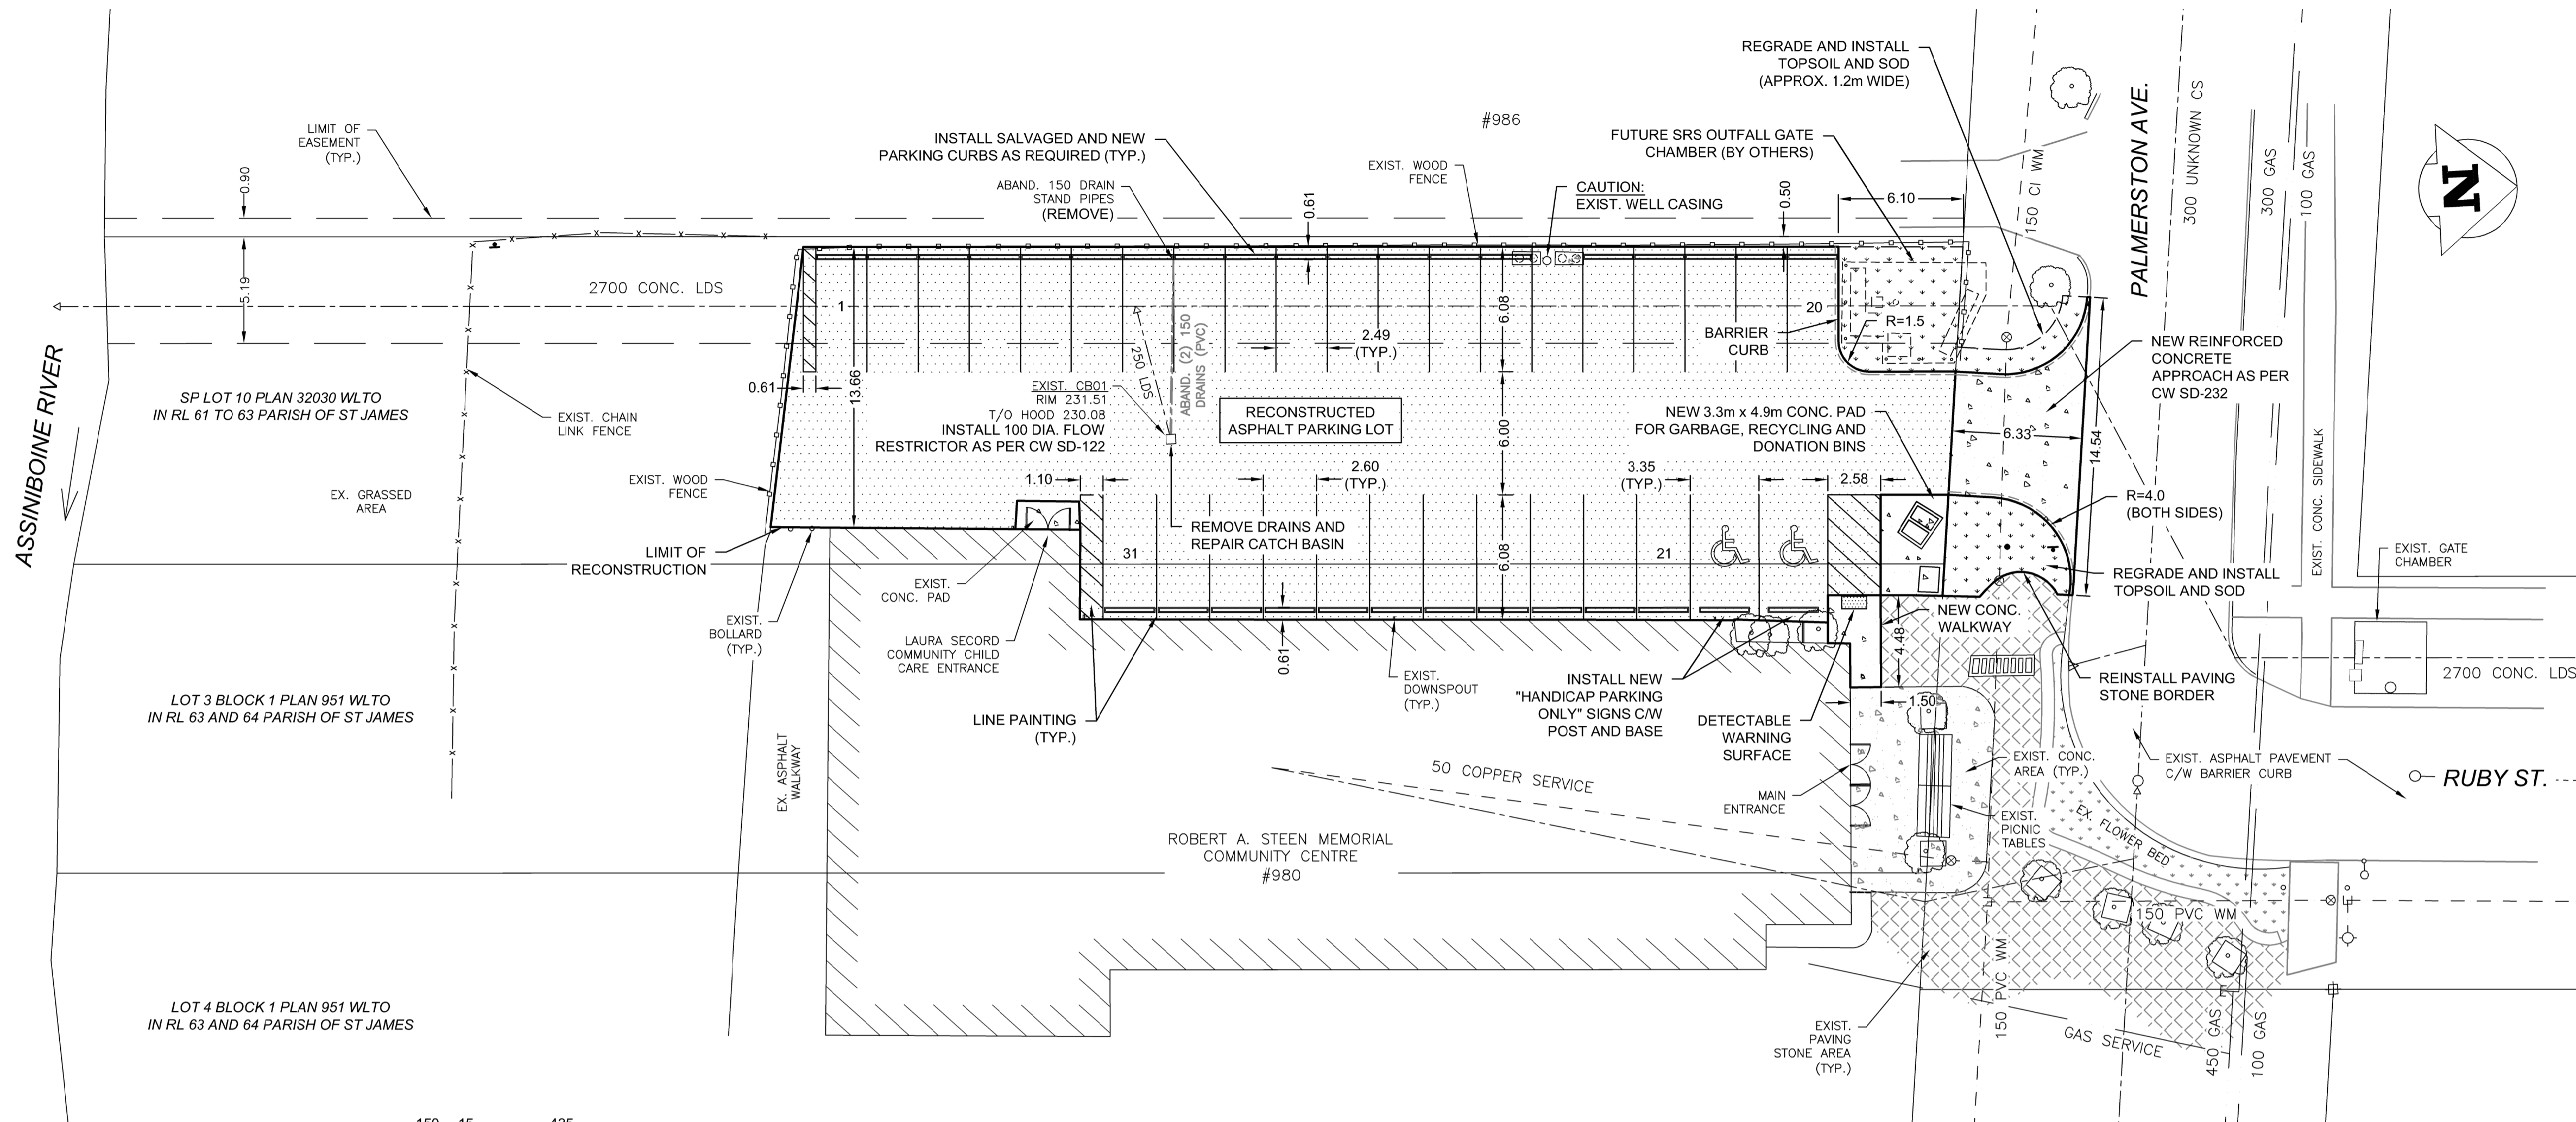 REGRADE AND INSTALL
TOPSOIL AND SOD
(APPROX. 1.2m WIDE)
#986
LIMIT OF
EASEMENT
(TYP.)
INSTALL SALVAGED AND NEW
PARKING CURBS AS REQUIRED (TYP.)
FUTURE SRS OUTFALL GATE
CHAMBER (BY OTHERS)
EXIST. WOOD
FENCE
ABAND. 150 DRAIN
STAND PIPES
(REMOVE)
CAUTION:
EXIST. WELL CASING
0.90
0.61
0.50
6.10
150 CI WM
PALMERSTON AVE.
300 UNKNOWN CS
300 GAS
100 GAS
N
5.19
2700 CONC. LDS
1
20
6.08
R=1.5
BARRIER
CURB
2.49
(TYP.)
250 LDS
ABAND. (2) 150
DRAINS (PVC)
0.61
13.66
EXIST. CB01
RIM 231.51
T/O HOOD 230.08
INSTALL 100 DIA. FLOW
RESTRICTOR AS PER CW SD-122
RECONSTRUCTED
ASPHALT PARKING LOT
6.00
NEW 3.3m x 4.9m CONC. PAD
FOR GARBAGE, RECYCLING AND
DONATION BINS
6.33
14.54
NEW REINFORCED
CONCRETE
APPROACH AS PER
CW SD-232
ASSINIBOINE RIVER
SP LOT 10 PLAN 32030 WLTO
IN RL 61 TO 63 PARISH OF ST JAMES
EXIST. CHAIN
LINK FENCE
EX. GRASSED
AREA
EXIST. WOOD
FENCE
1.10
2.60
(TYP.)
3.35
(TYP.)
2.58
R=4.0
(BOTH SIDES)
EXIST. CONC. SIDEWALK
LIMIT OF
RECONSTRUCTION
REMOVE DRAINS AND
REPAIR CATCH BASIN
31
21
6.08
EXIST. GATE
CHAMBER
EXIST.
CONC. PAD
REGRADE AND INSTALL
TOPSOIL AND SOD
EXIST.
BOLLARD
(TYP.)
LAURA SECORD
COMMUNITY CHILD
CARE ENTRANCE
0.61
NEW CONC.
WALKWAY
4.48
EXIST.
DOWNSPOUT
(TYP.)
INSTALL NEW
"HANDICAP PARKING
ONLY" SIGNS C/W
POST AND BASE
REINSTALL PAVING
STONE BORDER
2700 CONC. LDS
LOT 3 BLOCK 1 PLAN 951 WLTO
IN RL 63 AND 64 PARISH OF ST JAMES
LINE PAINTING
(TYP.)
DETECTABLE
WARNING
SURFACE
1.50
EX. ASPHALT
WALKWAY
50 COPPER SERVICE
MAIN
ENTRANCE
EXIST. CONC.
AREA (TYP.)
EXIST. ASPHALT PAVEMENT
C/W BARRIER CURB
RUBY ST.
EXIST.
PICNIC
TABLES
EX. FLOWER BED
ROBERT A. STEEN MEMORIAL
COMMUNITY CENTRE
#980
150 PVC WM
150 PVC WM
LOT 4 BLOCK 1 PLAN 951 WLTO
IN RL 63 AND 64 PARISH OF ST JAMES
EXIST.
PAVING
STONE AREA
(TYP.)
GAS SERVICE
450 GAS
100 GAS